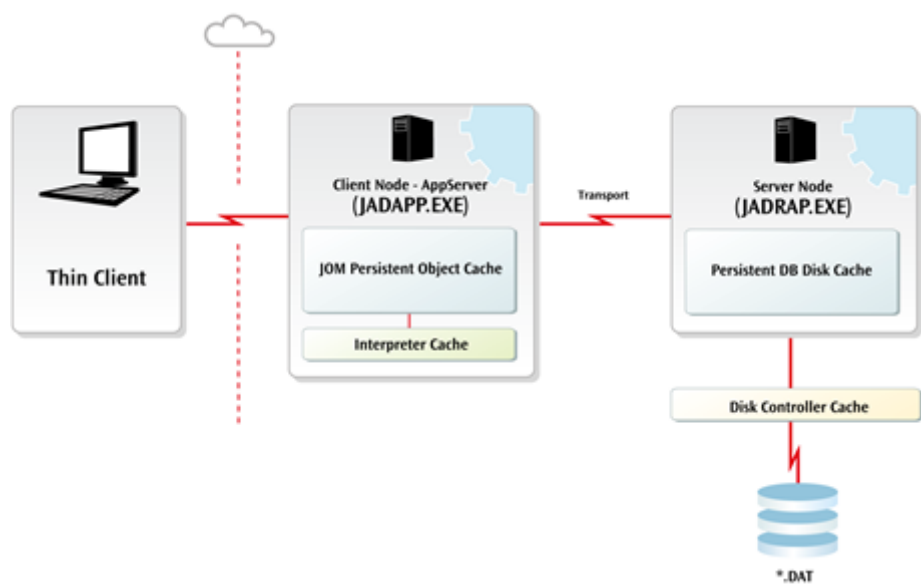 Thin Client
Client Node - AppServer
(JADAPP.EXE)
JOM Persistent Object Cache
Interpreter Cache
Transport
Server Node
(JADRAP.EXE)
Persistent DB Disk Cache
Disk Controller Cache
*.DAT